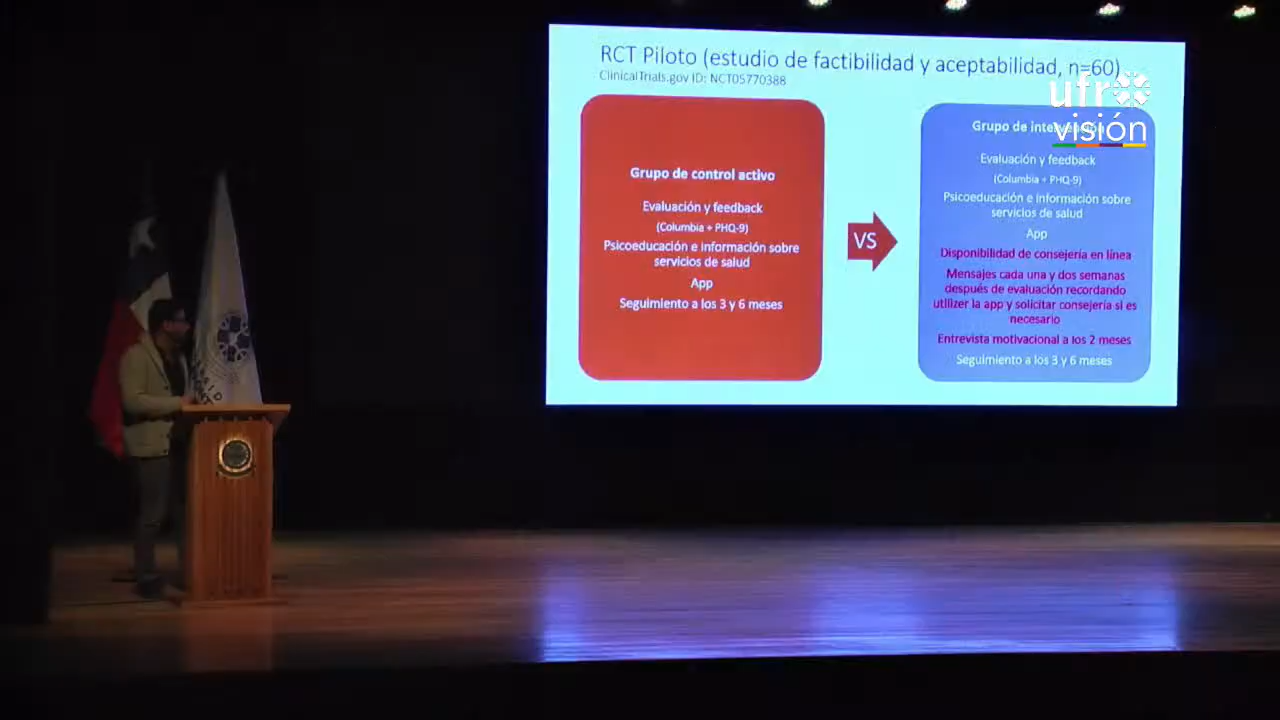 RCT Piloto (estudio de factibilidad y aceptabilidad, n=60)
ClinicalTrials.gov ID: NCT05770388
ufro
visión
Grupo de control activo
Evaluación y feedback
(Columbia + PHQ-9)
Psicoeducación e información sobre
servicios de salud
App
Seguimiento a los 3 y 6 meses
VS
Grupo de intervención
Evaluación y feedback
(Columbia + PHQ-9)
Psicoeducación e información sobre
servicios de salud
App
Disponibilidad de consejería en línea
Mensajes cada una y dos semanas
después de evaluación recordando
utilizer la app y solicitar consejería si es
necesario
Entrevista motivacional a los 2 meses
Seguimiento a los 3 y 6 meses